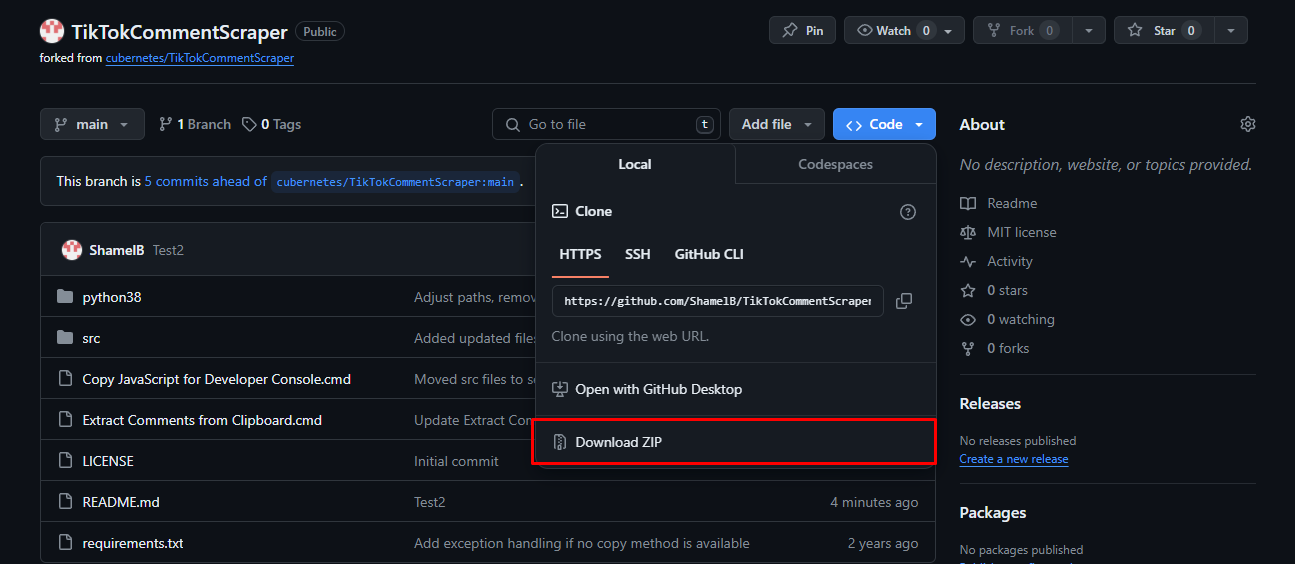 TikTokCommentScraper Public
Pin
Watch 0
Fork 0
Star 0
forked from cubernetes/TikTokCommentScraper
main
1 Branch
0 Tags
Go to file
t
Add file
Code
This branch is 5 commits ahead of cubernetes/TikTokCommentScraper:main .
ShamelB Test2
python38 Adjust paths, remov
src Added updated file
Copy JavaScript for Developer Console.cmd Moved src files to s
Extract Comments from Clipboard.cmd Update Extract Com
LICENSE Initial commit
README.md Test2 4 minutes ago
requirements.txt Add exception handling if no copy method is available 2 years ago
Local
Codespaces
Clone
HTTPS
SSH
GitHub CLI
https://github.com/ShamelB/TikTokCommentScraper
Clone using the web URL.
Open with GitHub Desktop
Download ZIP
About
No description, website, or topics provided.
Readme
MIT license
Activity
0 stars
0 watching
0 forks
Releases
No releases published
Create a new release
Packages
No packages published